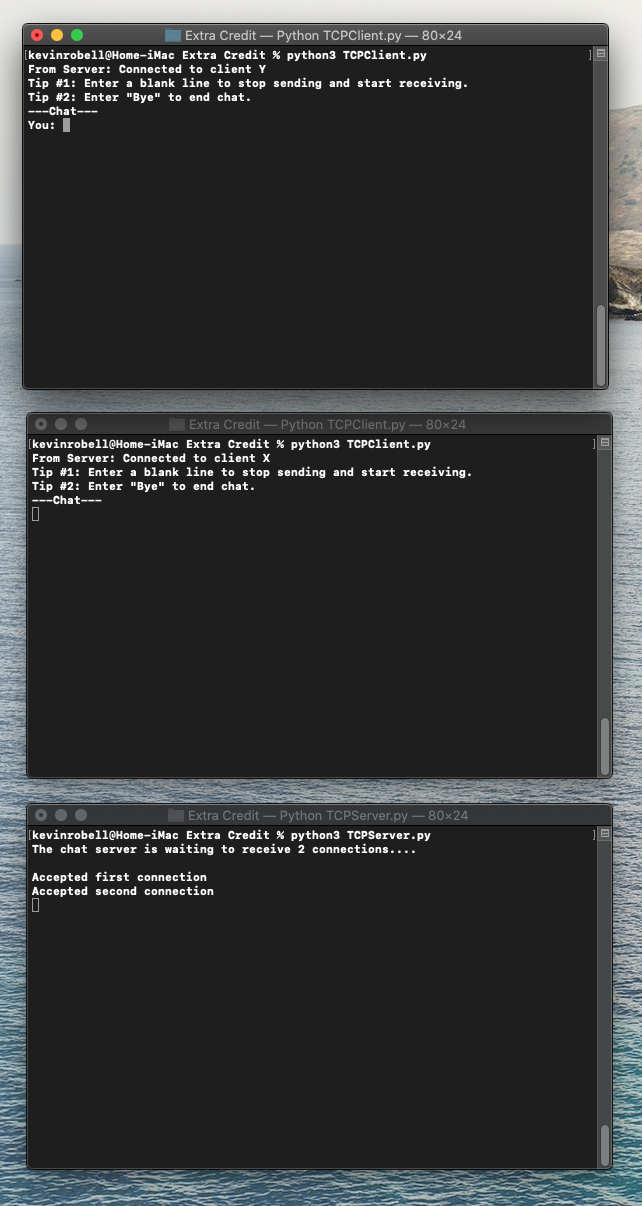 Extra Credit — Python TCPClient.py — 80×24
[kevinrobell@Home-iMac Extra Credit % python3 TCPClient.py ]
From Server: Connected to client Y
Tip #1: Enter a blank line to stop sending and start receiving.
Tip #2: Enter "Bye" to end chat.
---Chat---
You:
Extra Credit — Python TCPClient.py — 80×24
[kevinrobell@Home-iMac Extra Credit % python3 TCPClient.py ]
From Server: Connected to client X
Tip #1: Enter a blank line to stop sending and start receiving.
Tip #2: Enter "Bye" to end chat.
---Chat---
Extra Credit — Python TCPServer.py — 80×24
[kevinrobell@Home-iMac Extra Credit % python3 TCPServer.py ]
The chat server is waiting to receive 2 connections....
Accepted first connection
Accepted second connection